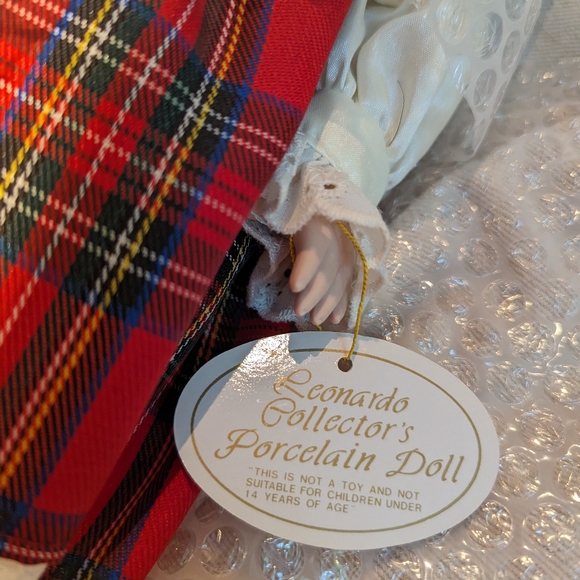 Leonardo
Collector's
Porcelain Doll
"THIS IS NOT A TOY AND NOT
SUITABLE FOR CHILDREN UNDER
14 YEARS OF AGE"